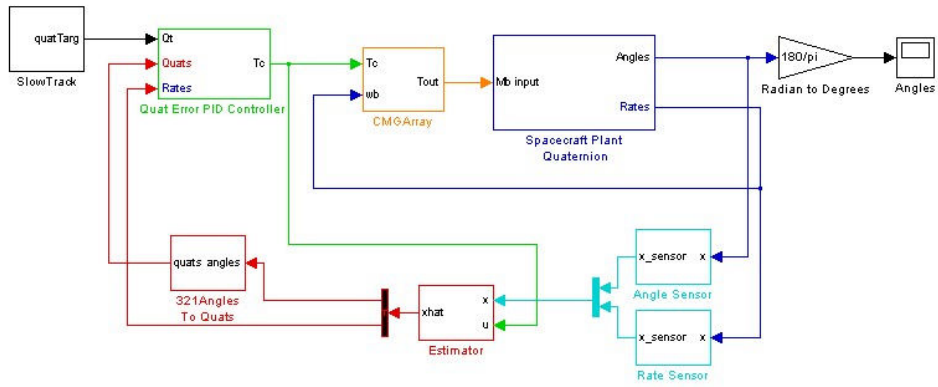 quatTarg
SlowTrack
Qt
Quats
Rates
Tc
Quat Error PID Controller
Tc
wb
Tout
CMGArray
Mb input
Angles
Rates
Spacecraft Plant
Quaternion
180/pi
Radian to Degrees
Angles
quats angles
321Angles
To Quats
xhat
x
u
Estimator
x_sensor x
Angle Sensor
x_sensor x
Rate Sensor